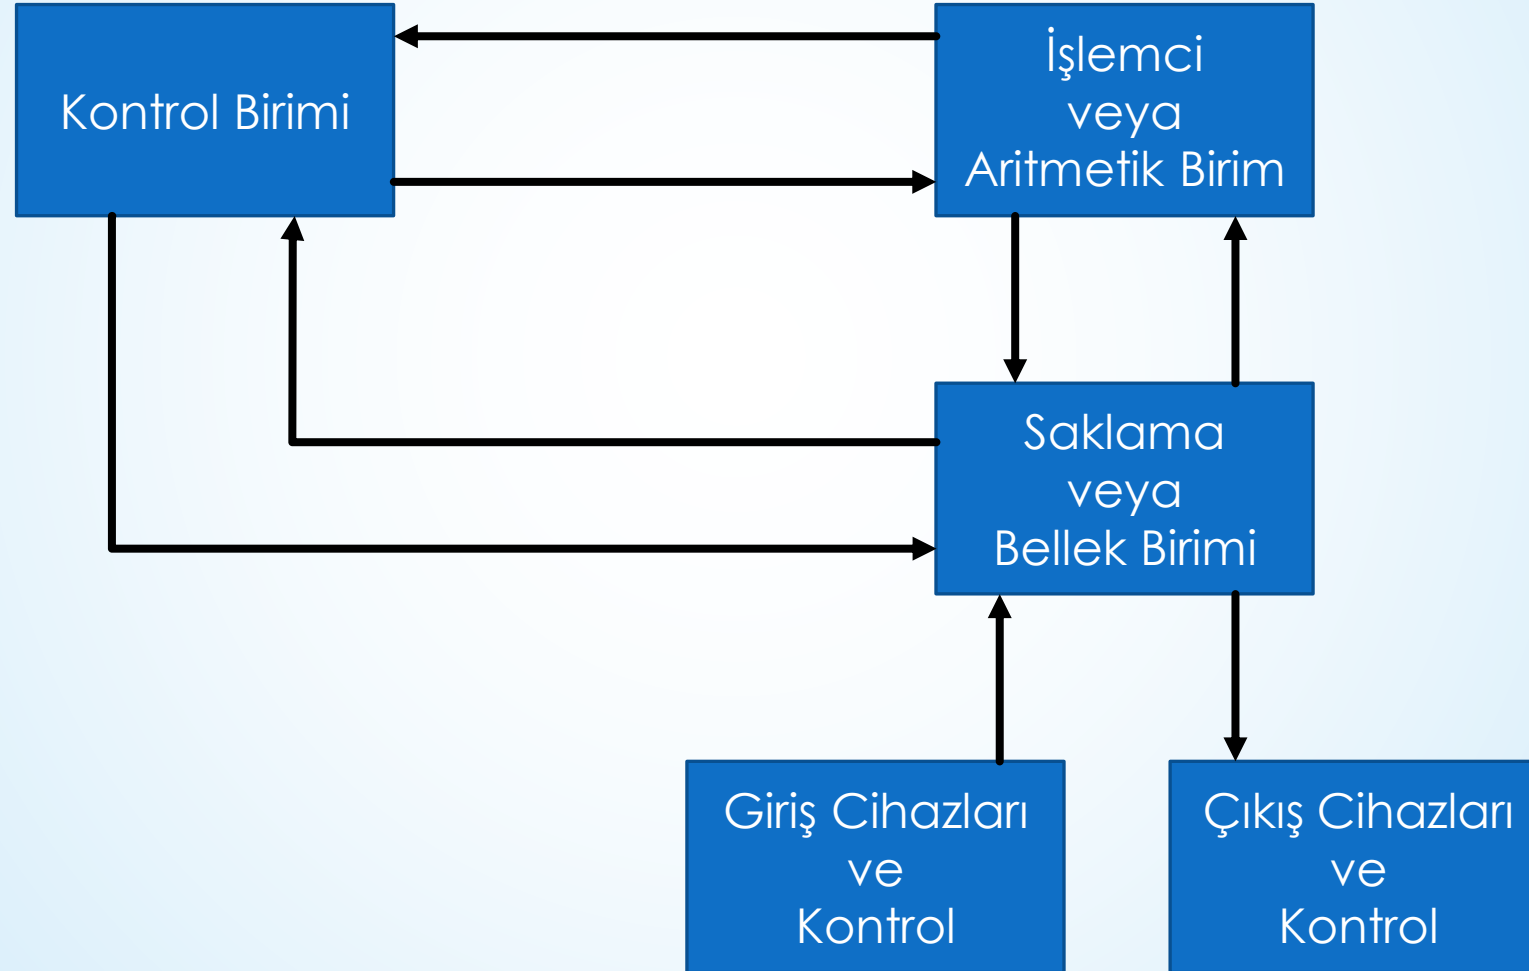 Kontrol Birimi
İşlemci
veya
Aritmetik Birim
Saklama
veya
Bellek Birimi
Giriş Cihazları
ve
Kontrol
Çıkış Cihazları
ve
Kontrol